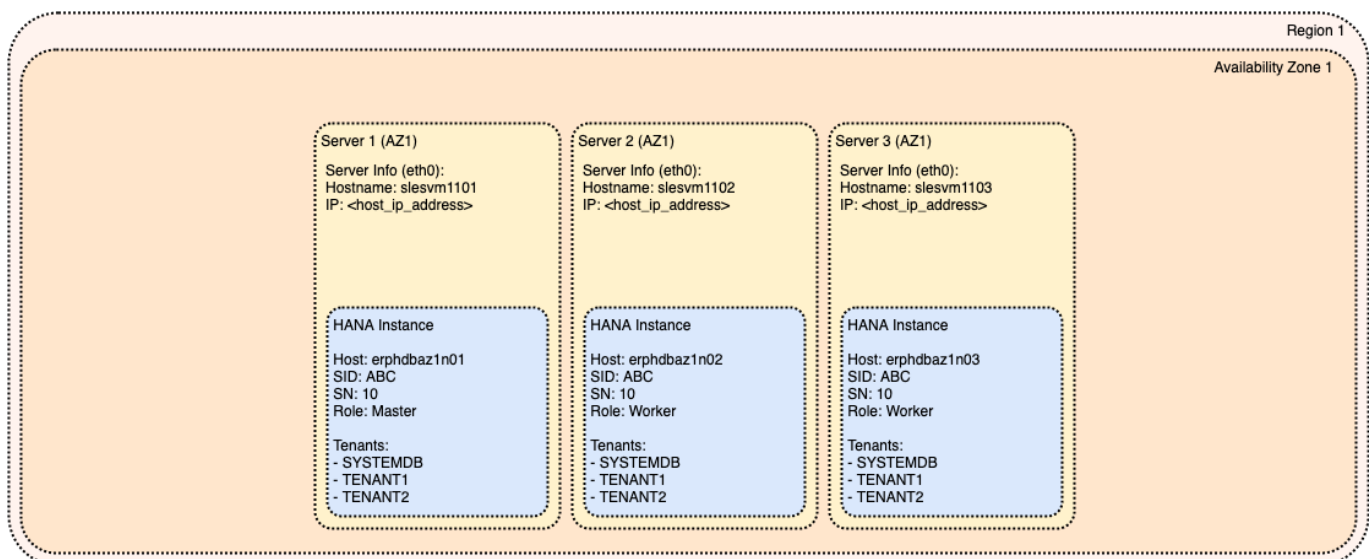 Region 1
Availability Zone 1
Server 1 (AZ1)
Server Info (eth0):
Hostname: slesvm1101
IP: <host_ip_address>
HANA Instance
Host: erphdbaz1n01
SID: ABC
SN: 10
Role: Master
Tenants:
- SYSTEMDB
- TENANT1
- TENANT2
Server 2 (AZ1)
Server Info (eth0):
Hostname: slesvm1102
IP: <host_ip_address>
HANA Instance
Host: erphdbaz1n02
SID: ABC
SN: 10
Role: Worker
Tenants:
- SYSTEMDB
- TENANT1
- TENANT2
Server 3 (AZ1)
Server Info (eth0):
Hostname: slesvm1103
IP: <host_ip_address>
HANA Instance
Host: erphdbaz1n03
SID: ABC
SN: 10
Role: Worker
Tenants:
- SYSTEMDB
- TENANT1
- TENANT2